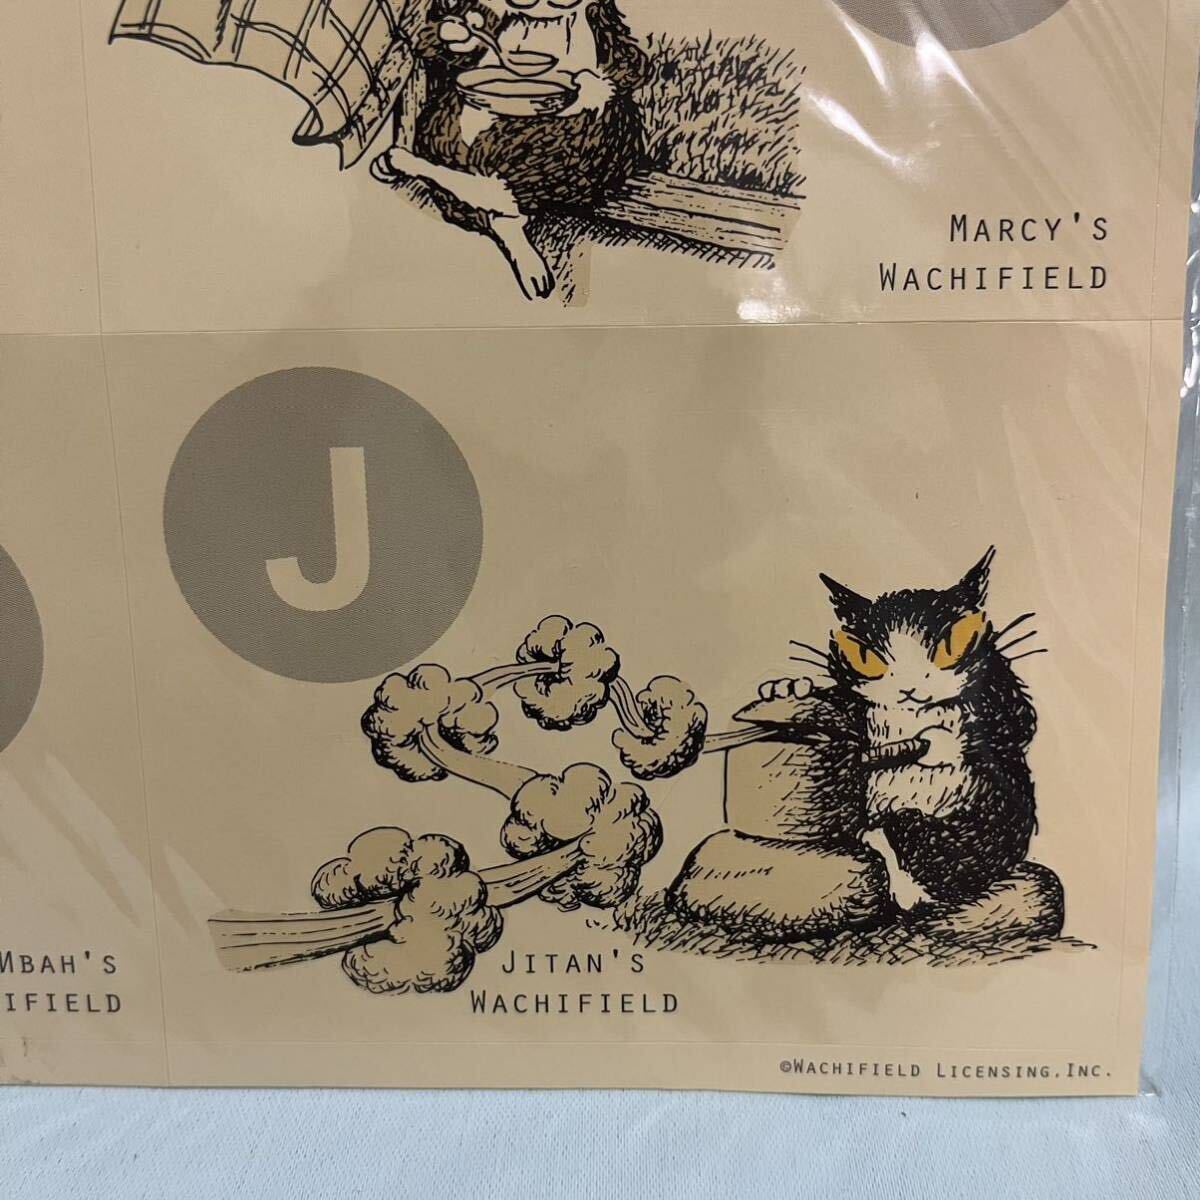 MARCY'S
WACHIFIELD
J
MBAH'S
IFIELD
JITAN'S
WACHIFIELD
©WACHIFIELD LICENSING,INC.